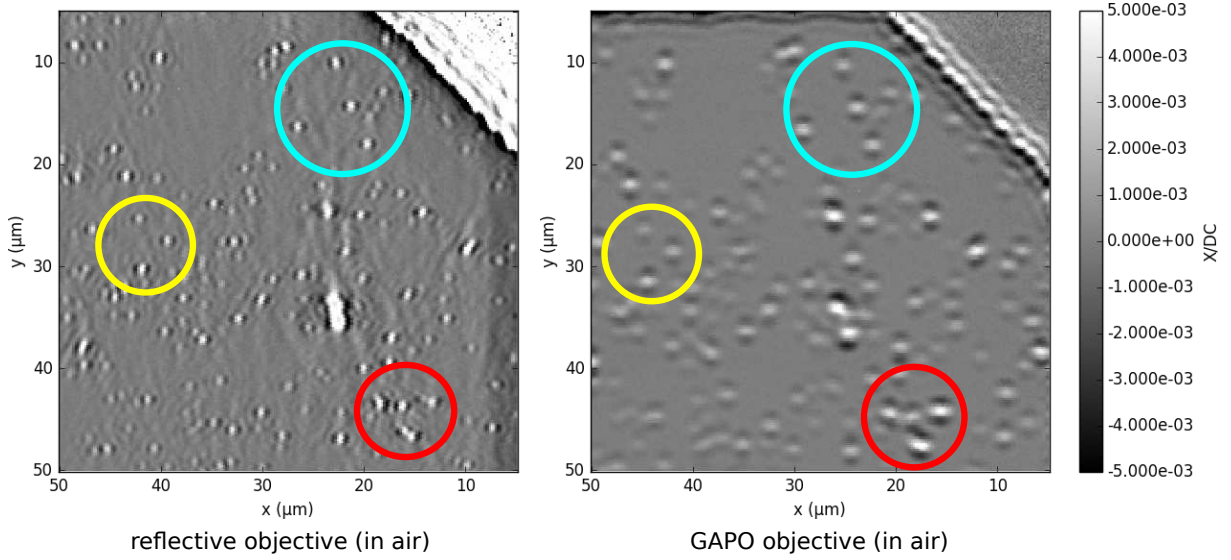 10
20
30
40
50
y (μm)
50
40
30
20
10
x (μm)
reflective objective (in air)
10
20
30
40
50
y (μm)
50
40
30
20
10
x (μm)
GAPO objective (in air)
5.000e-03
4.000e-03
3.000e-03
2.000e-03
1.000e-03
0.000e+00
-1.000e-03
-2.000e-03
-3.000e-03
-4.000e-03
-5.000e-03
X/DC